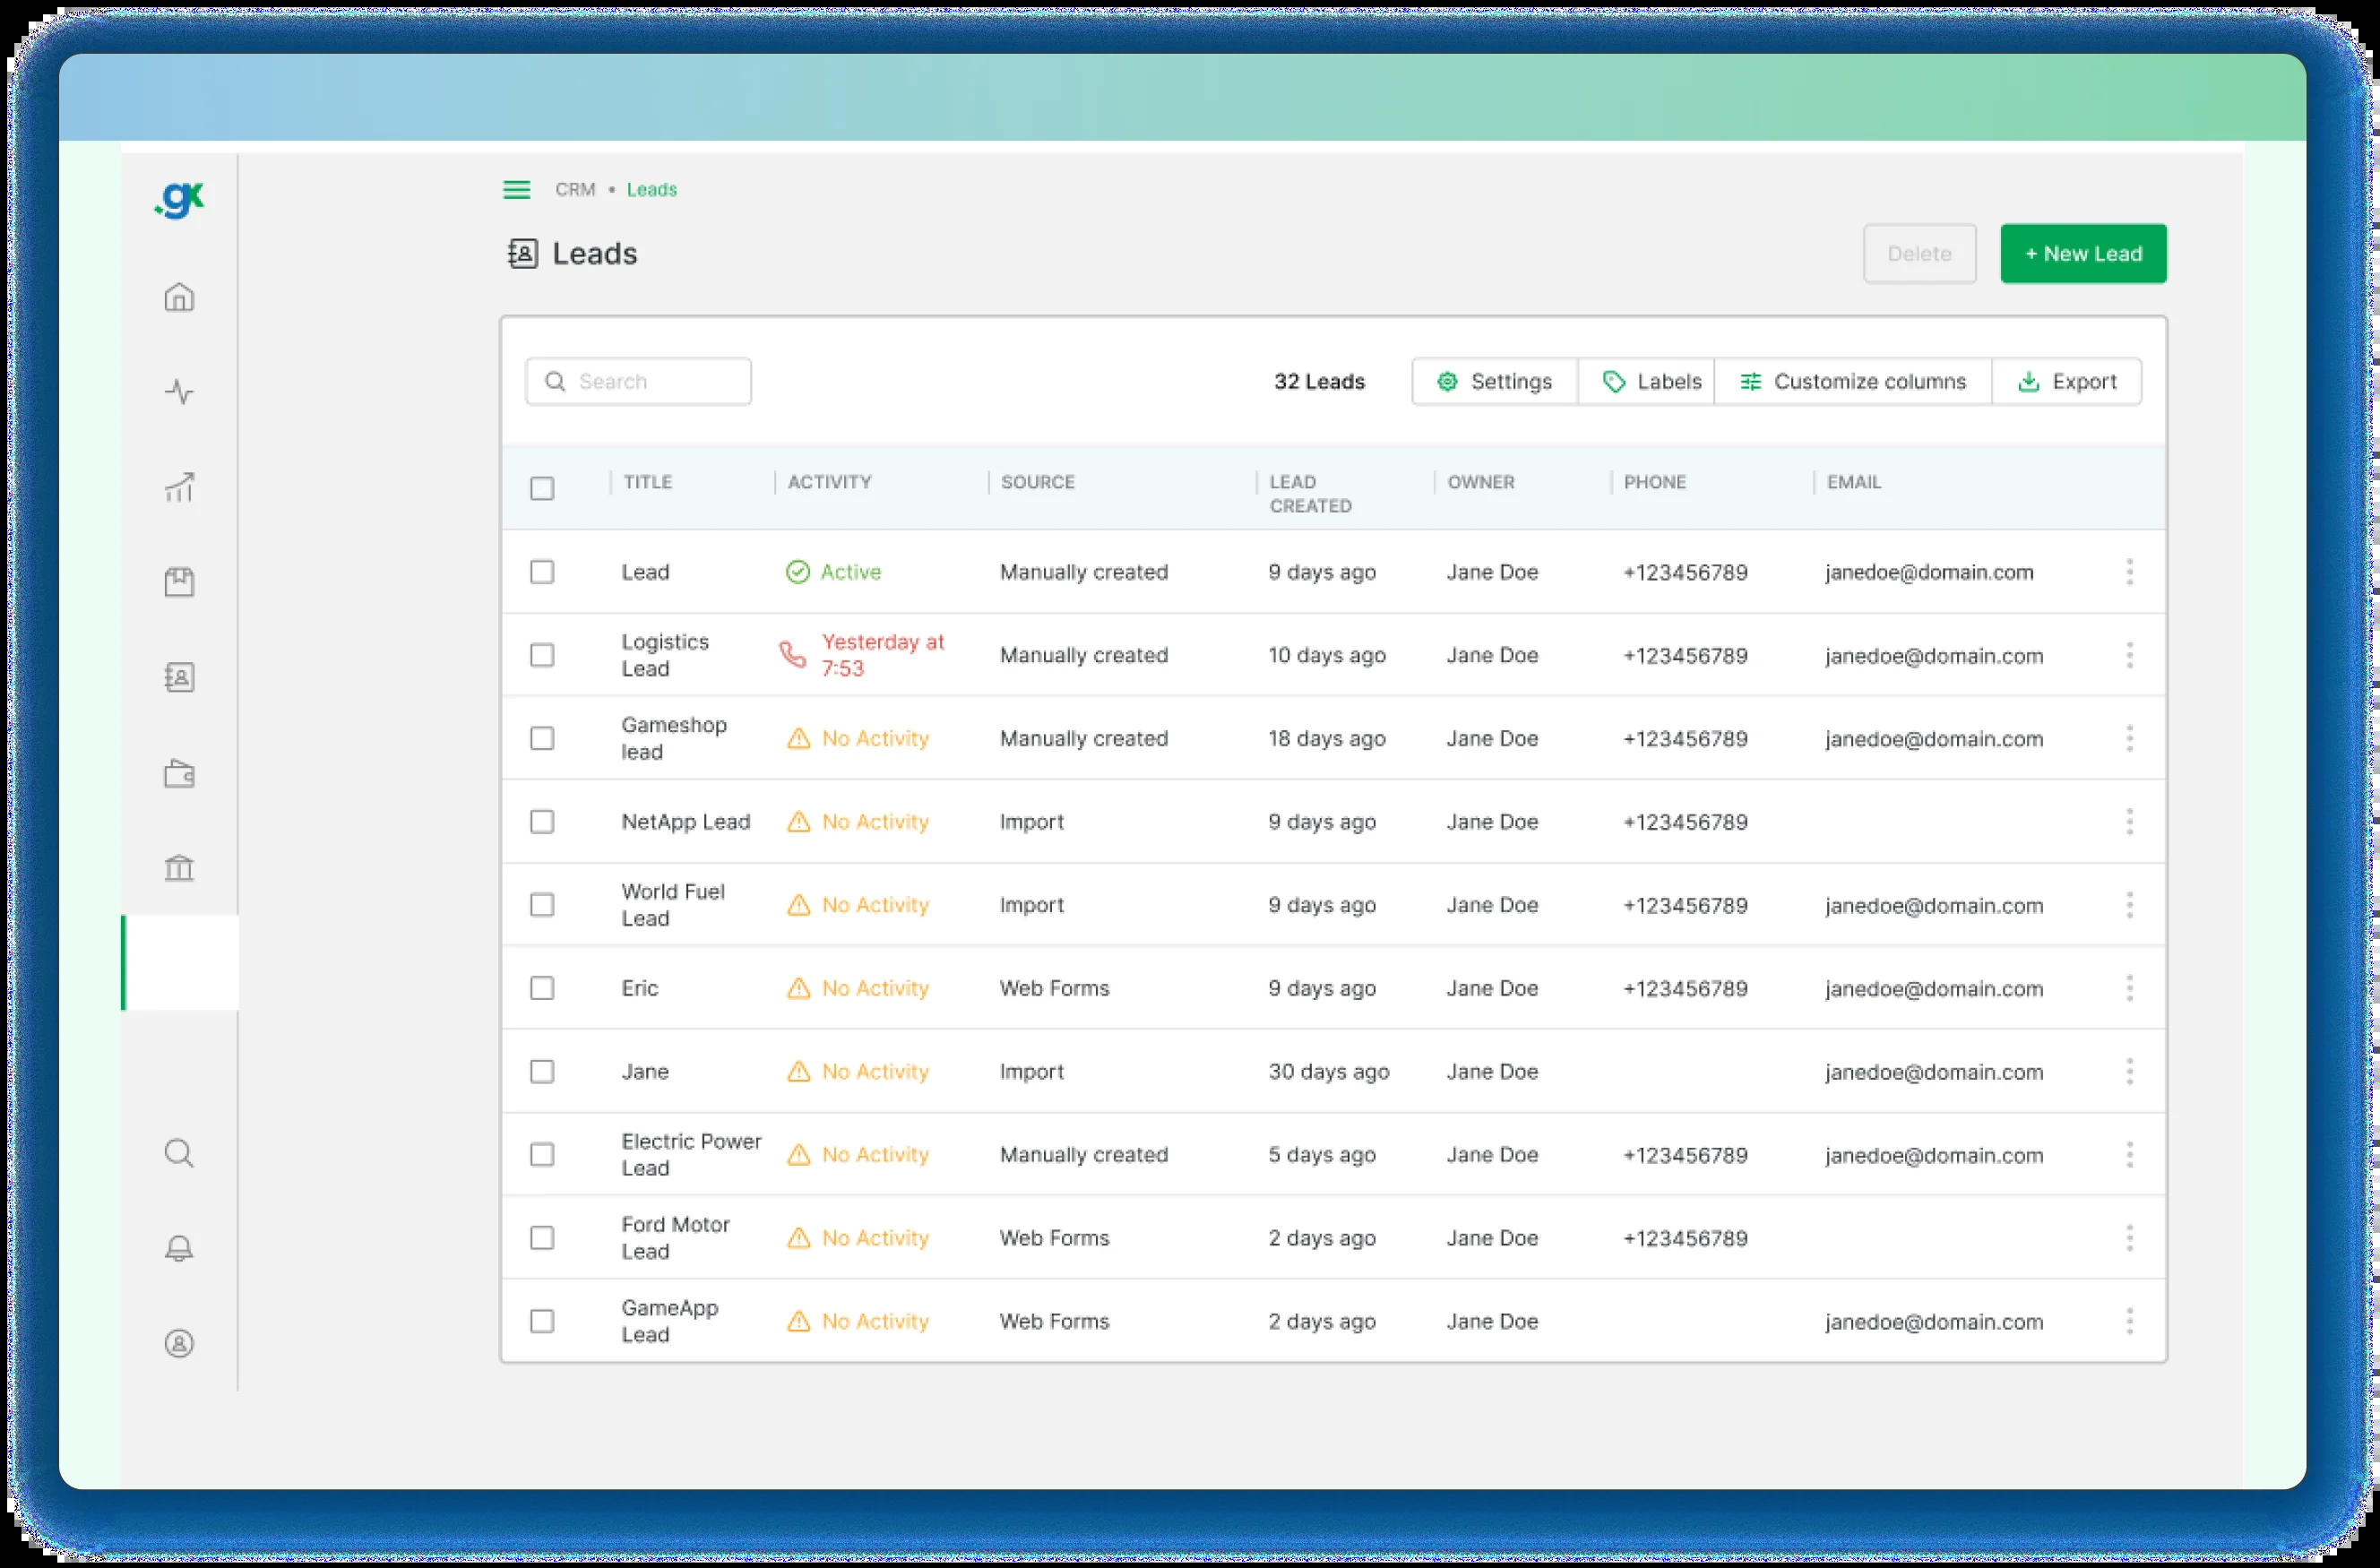 .gk
CRM • Leads
Leads
Delete
+ New Lead
Search
32 Leads
Settings
Labels
Customize columns
Export
TITLE ACTIVITY SOURCE LEAD CREATED OWNER PHONE EMAIL
Lead Active Manually created 9 days ago Jane Doe +123456789 janedoe@domain.com
Logistics Lead Yesterday at 7:53 Manually created 10 days ago Jane Doe +123456789 janedoe@domain.com
Gameshop lead No Activity Manually created 18 days ago Jane Doe +123456789 janedoe@domain.com
NetApp Lead No Activity Import 9 days ago Jane Doe +123456789
World Fuel Lead No Activity Import 9 days ago Jane Doe +123456789 janedoe@domain.com
Eric No Activity Web Forms 9 days ago Jane Doe +123456789 janedoe@domain.com
Jane No Activity Import 30 days ago Jane Doe janedoe@domain.com
Electric Power Lead No Activity Manually created 5 days ago Jane Doe +123456789 janedoe@domain.com
Ford Motor Lead No Activity Web Forms 2 days ago Jane Doe +123456789
GameApp Lead No Activity Web Forms 2 days ago Jane Doe janedoe@domain.com